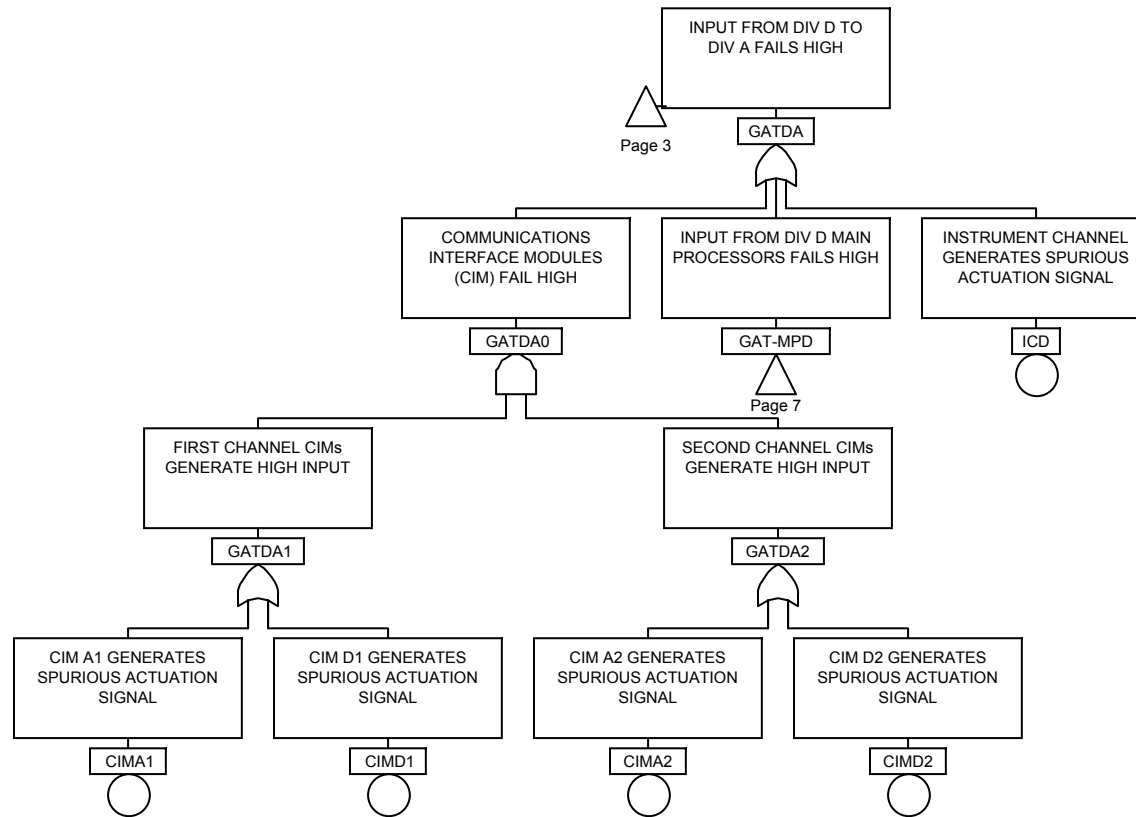 INPUT FROM DIV D TO
DIV A FAILS HIGH
Page 3
GATDA
COMMUNICATIONS
INTERFACE MODULES
(CIM) FAIL HIGH
INPUT FROM DIV D MAIN
PROCESSORS FAILS HIGH
INSTRUMENT CHANNEL
GENERATES SPURIOUS
ACTUATION SIGNAL
GATDA0
GAT-MPD
ICD
Page 7
FIRST CHANNEL CIMs
GENERATE HIGH INPUT
SECOND CHANNEL CIMs
GENERATE HIGH INPUT
GATDA1
GATDA2
CIM A1 GENERATES
SPURIOUS ACTUATION
SIGNAL
CIM D1 GENERATES
SPURIOUS ACTUATION
SIGNAL
CIM A2 GENERATES
SPURIOUS ACTUATION
SIGNAL
CIM D2 GENERATES
SPURIOUS ACTUATION
SIGNAL
CIMA1
CIMD1
CIMA2
CIMD2